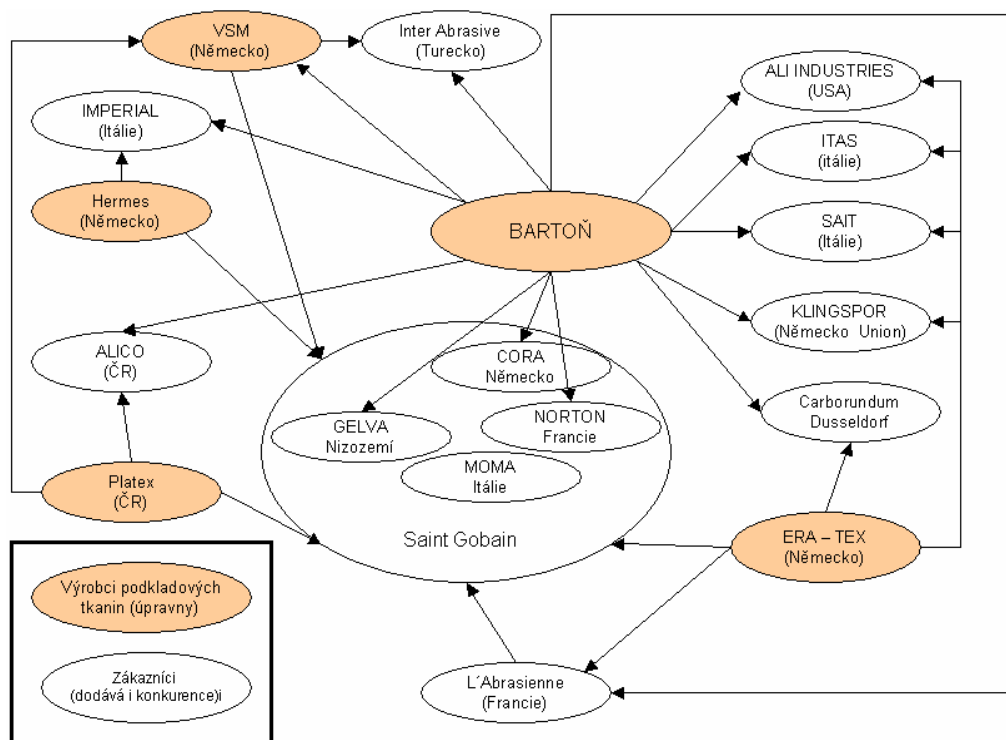 VSM
(Německo)
Inter Abrasive
(Turecko)
ALI INDUSTRIES
(USA)
IMPERIAL
(Itálie)
ITAS
(itálie)
Hermes
(Německo)
BARTOŇ
SAIT
(Itálie)
KLINGSPOR
(Německo Union)
ALICO
(ČR)
CORA
Německo
Carborundum
Dusseldorf
GELVA
Nizozemí
NORTON
Francie
MOMA
Itálie
Platex
(ČR)
Saint Gobain
ERA – TEX
(Německo)
Výrobci podkladových
tkanin (úpravny)
Zákazníci
(dodává i konkurence)i
L´Abrasienne
(Francie)